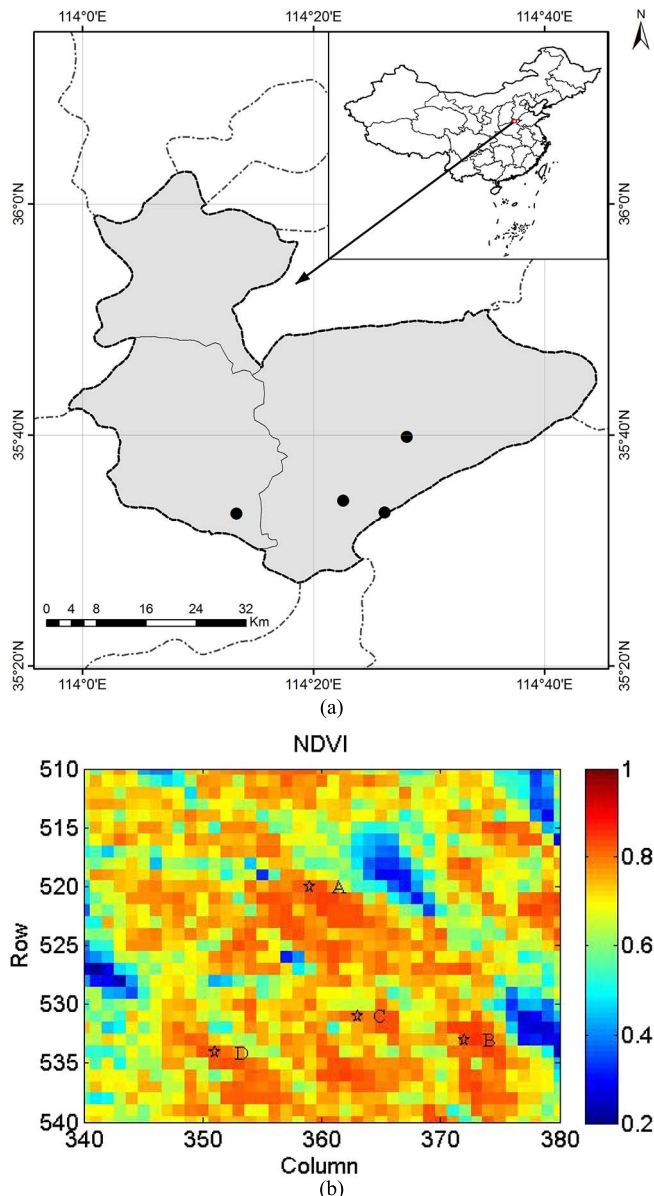 114°0'E 114°20'E 114°40'E
N
36°0'N 36°0'N
35°40'N 35°40'N
35°20'N 35°20'N
0 4 8 16 24 32
Km
114°0'E 114°20'E 114°40'E
(a)
NDVI
510
515
520
525
530
535
540
Row
A
B
C
D
340 350 360 370 380
Column
1
0.8
0.6
0.4
0.2
(b)